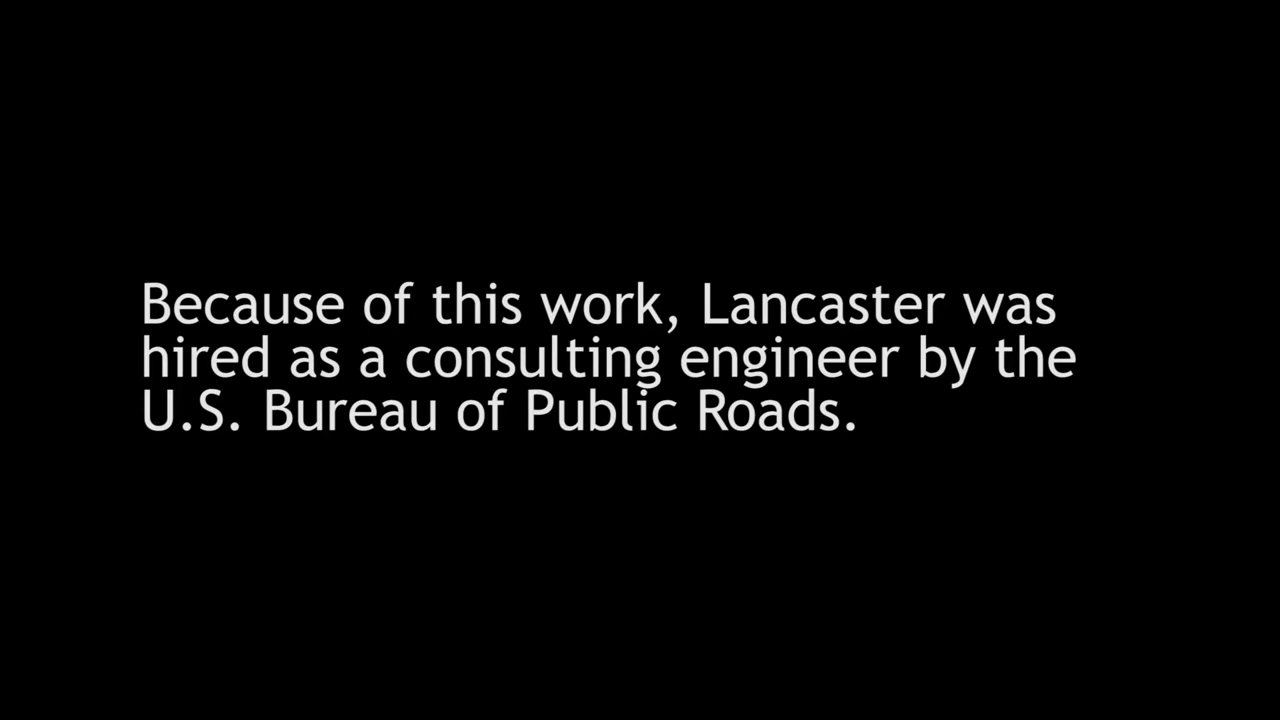 Because of this work, Lancaster was
hired as a consulting engineer by the
U.S. Bureau of Public Roads.